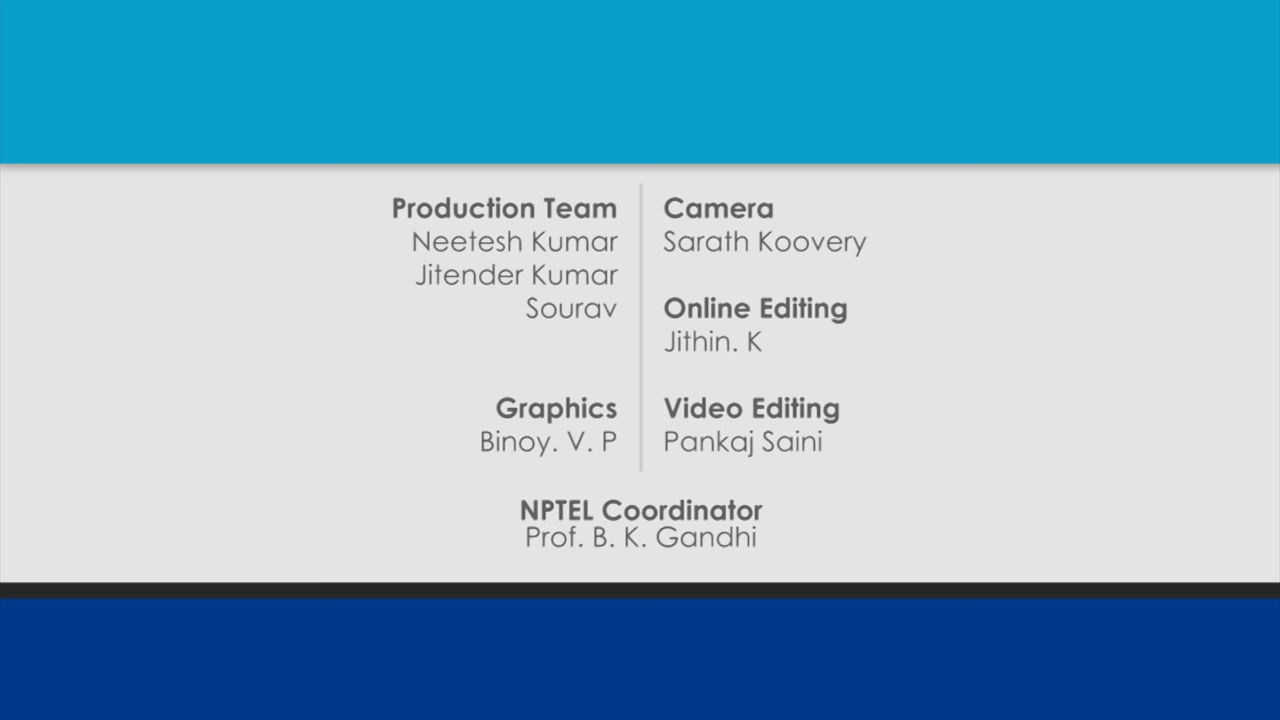 Production Team
Neetesh Kumar
Jitender Kumar
Sourav
Graphics
Binoy. V. P
Camera
Sarath Koovery
Online Editing
Jithin. K
Video Editing
Pankaj Saini
NPTEL Coordinator
Prof. B. K. Gandhi